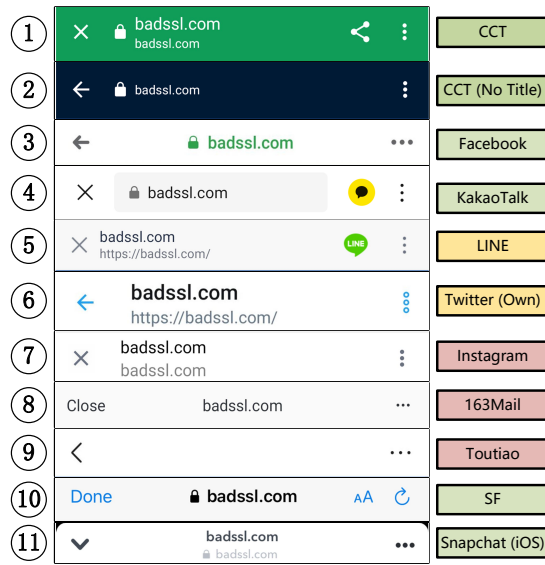 ① badssl.com CCT
badssl.com
② badssl.com CCT (No Title)
③ badssl.com Facebook
④ badssl.com KakaoTalk
⑤ badssl.com LINE LINE
https://badssl.com/
⑥ badssl.com Twitter (Own)
https://badssl.com/
⑦ badssl.com Instagram
badssl.com
⑧ Close badssl.com 163Mail
⑨ Toutiao
⑩ Done badssl.com AA SF
⑪ badssl.com Snapchat (iOS)
badssl.com